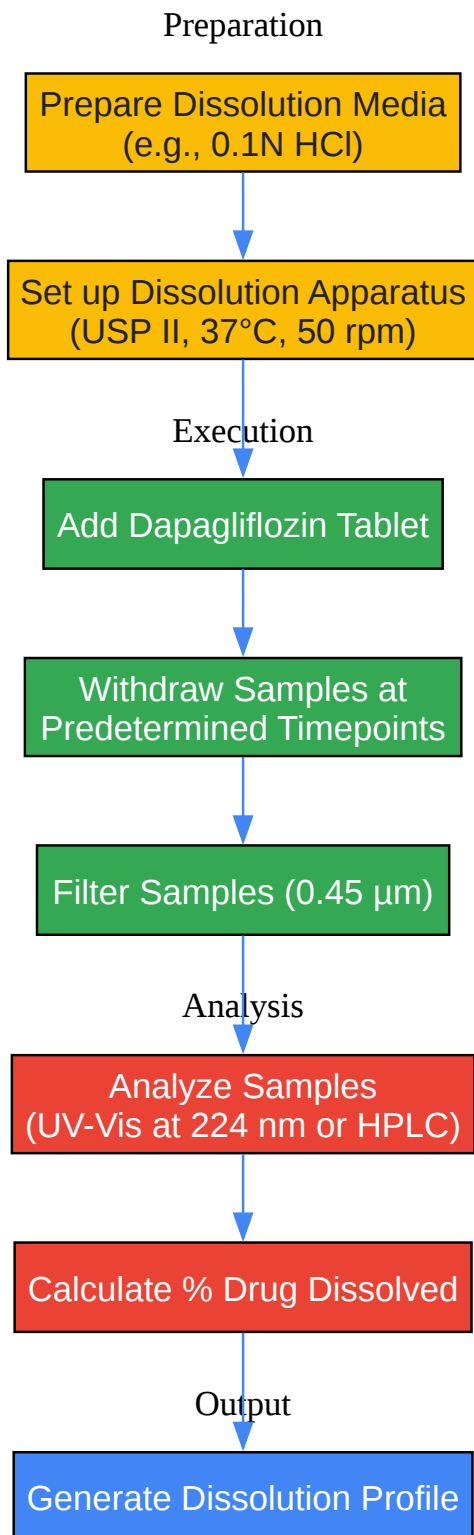 Preparation
Prepare Dissolution Media
(e.g., 0.1N HCl)
Set up Dissolution Apparatus
(USP II, 37°C, 50 rpm)
Execution
Add Dapagliflozin Tablet
Withdraw Samples at
Predetermined Timepoints
Filter Samples (0.45 µm)
Analysis
Analyze Samples
(UV-Vis at 224 nm or HPLC)
Calculate % Drug Dissolved
Output
Generate Dissolution Profile